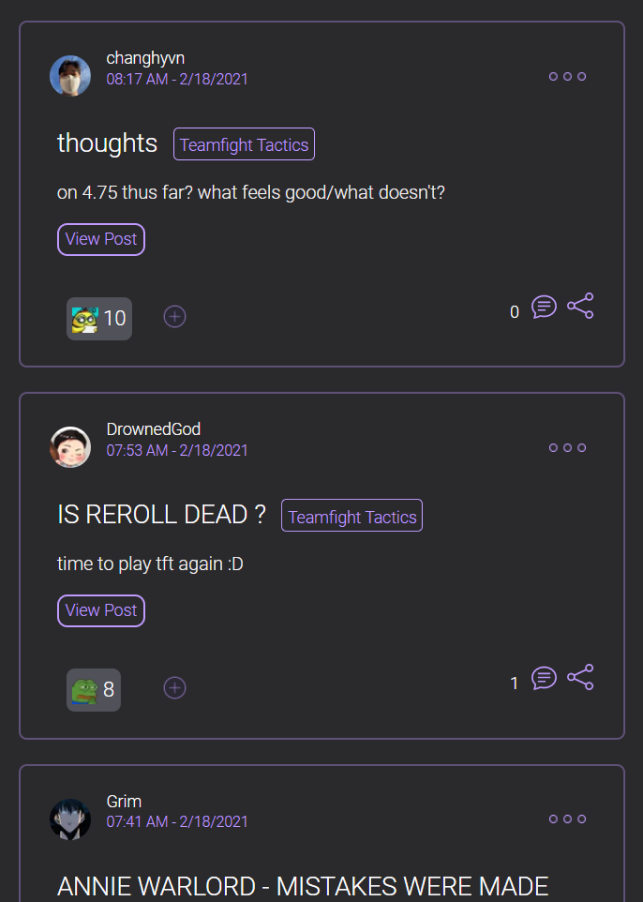 changhyvn
08:17 AM - 2/18/2021
thoughts Teamfight Tactics
on 4.75 thus far? what feels good/what doesn't?
View Post
10 0
DrownedGod
07:53 AM - 2/18/2021
IS REROLL DEAD ? Teamfight Tactics
time to play tft again :D
View Post
8 1
Grim
07:41 AM - 2/18/2021
ANNIE WARLORD - MISTAKES WERE MADE